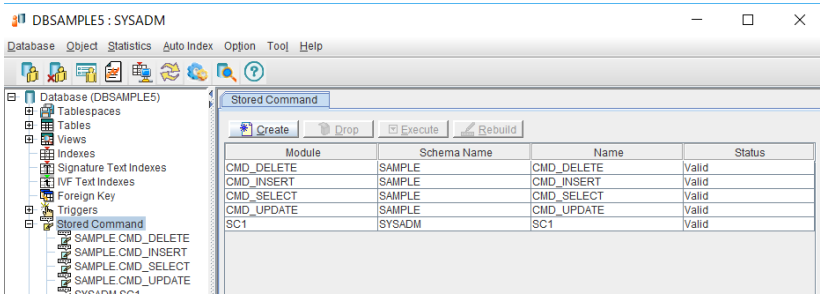 DBSAMPLE5 : SYSADM
Database Object Statistics Auto Index Option Tool Help
Database (DBSAMPLE5)
Tablespaces
Tables
Views
Indexes
Signature Text Indexes
IVF Text Indexes
Foreign Key
Triggers
Stored Command
SAMPLE.CMD_DELETE
SAMPLE.CMD_INSERT
SAMPLE.CMD_SELECT
SAMPLE.CMD_UPDATE
SYSADM.SC1
Stored Command
Create Drop Execute Rebuild
Module Schema Name Name Status
CMD_DELETE SAMPLE CMD_DELETE Valid
CMD_INSERT SAMPLE CMD_INSERT Valid
CMD_SELECT SAMPLE CMD_SELECT Valid
CMD_UPDATE SAMPLE CMD_UPDATE Valid
SC1 SYSADM SC1 Valid